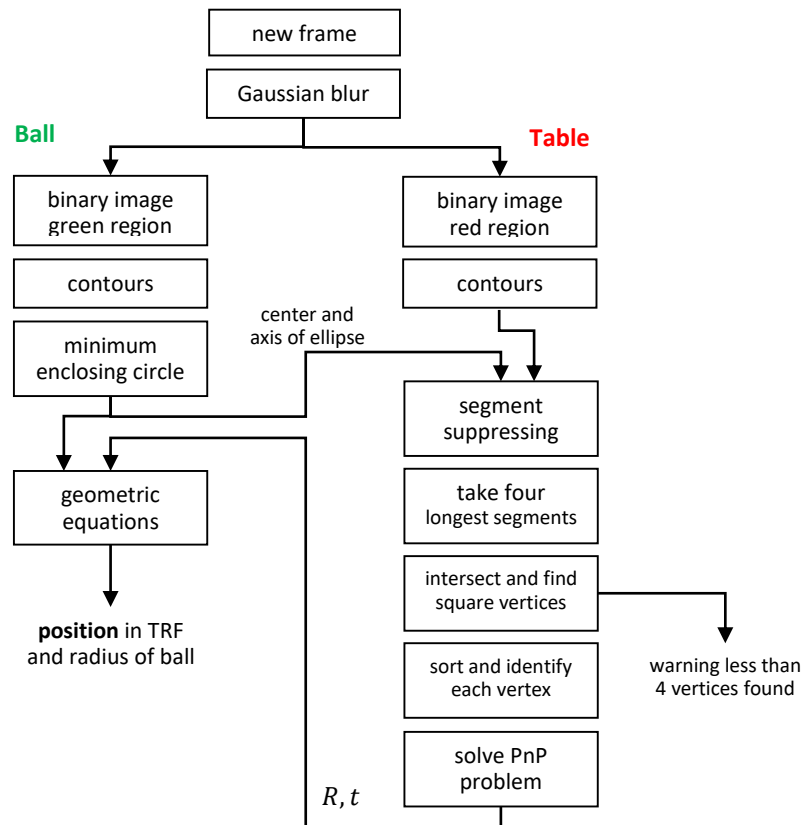 new frame
Gaussian blur
Ball
Table
binary image
green region
binary image
red region
contours
contours
center and
axis of ellipse
minimum
enclosing circle
segment
suppressing
geometric
equations
take four
longest segments
intersect and find
square vertices
position in TRF
and radius of ball
sort and identify
each vertex
warning less than
4 vertices found
solve PnP
problem
R, t